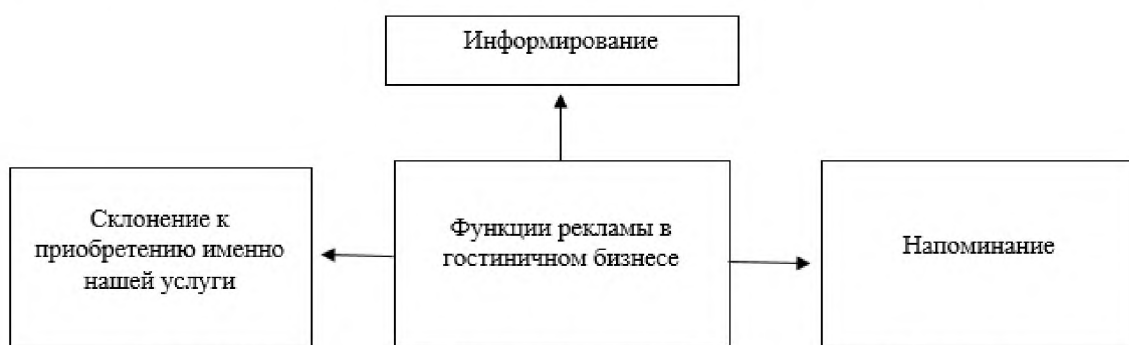 Информирование
Склонение к
приобретению именно
нашей услуги
Функции рекламы в
гостиничном бизнесе
Напоминание